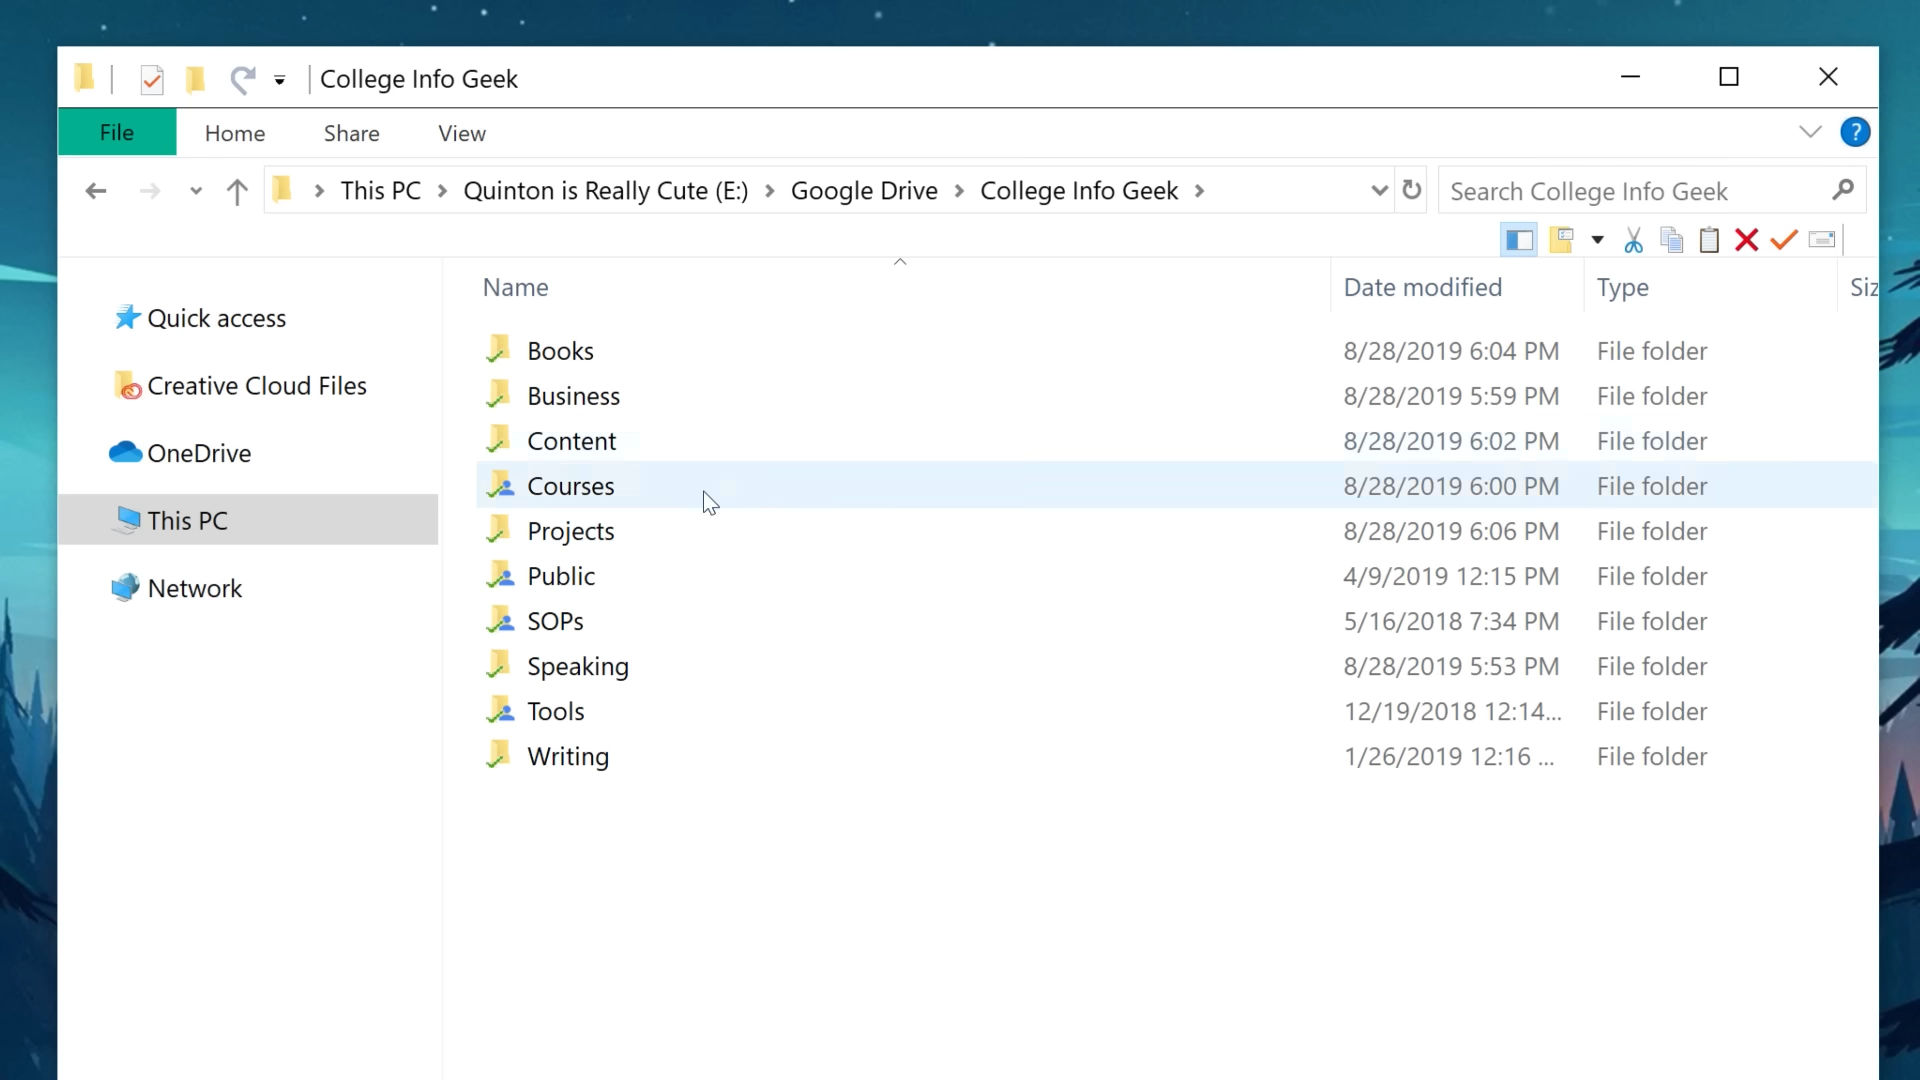 College Info Geek
File Home Share View
This PC Quinton is Really Cute (E:) Google Drive College Info Geek Search College Info Geek
Name Date modified Type Siz
Quick access
Creative Cloud Files
OneDrive
This PC
Network
Books 8/28/2019 6:04 PM File folder
Business 8/28/2019 5:59 PM File folder
Content 8/28/2019 6:02 PM File folder
Courses 8/28/2019 6:00 PM File folder
Projects 8/28/2019 6:06 PM File folder
Public 4/9/2019 12:15 PM File folder
SOPs 5/16/2018 7:34 PM File folder
Speaking 8/28/2019 5:53 PM File folder
Tools 12/19/2018 12:14... File folder
Writing 1/26/2019 12:16 ... File folder